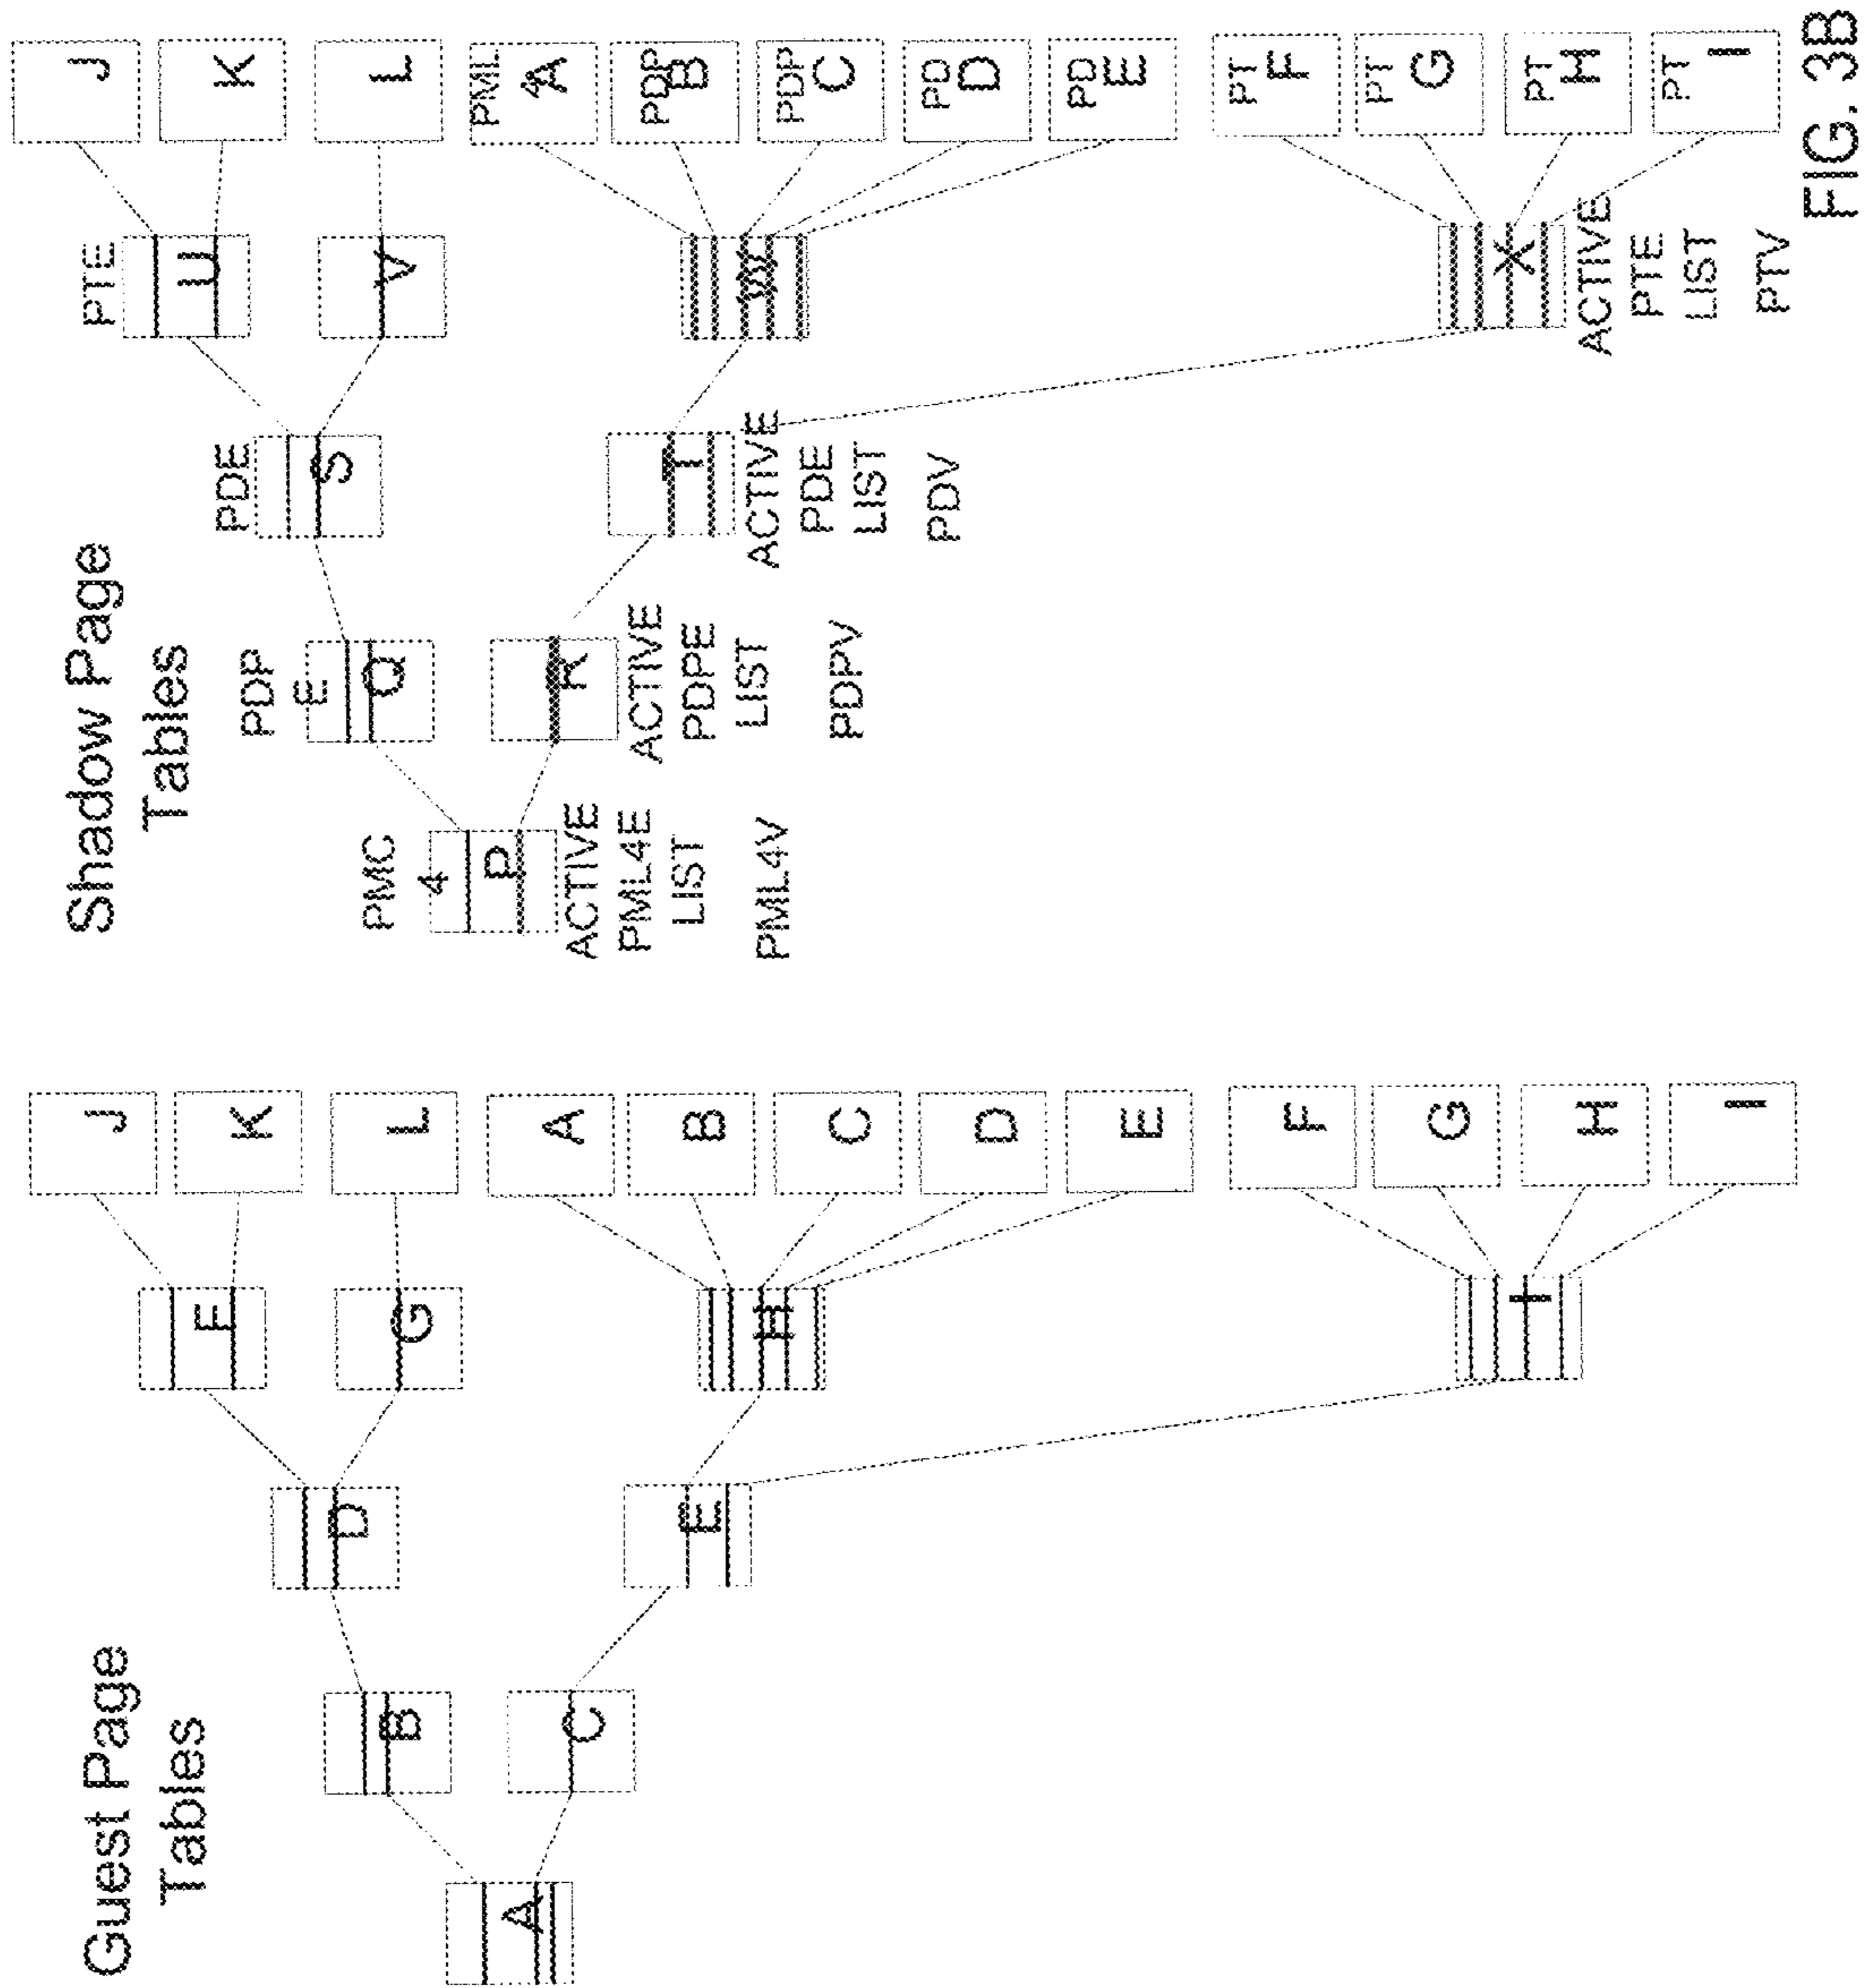 Guest Page
Tables
A
B
C
D
E
F
G
H
I
J
K
L
A
B
C
D
E
F
G
H
I
Shadow Page
Tables
PMC
4
P
ACTIVE
PML4E
LIST
PML4V
PDP
E
Q
R
ACTIVE
PDPE
LIST
PDPV
PDE
S
T
ACTIVE
PDE
LIST
PDV
PTE
U
V
W
X
ACTIVE
PTE
LIST
PTV
J
K
L
PML
4
A
PDP
B
PDP
C
PD
D
PD
E
PT
F
PT
G
PT
H
PT
I
FIG. 3B